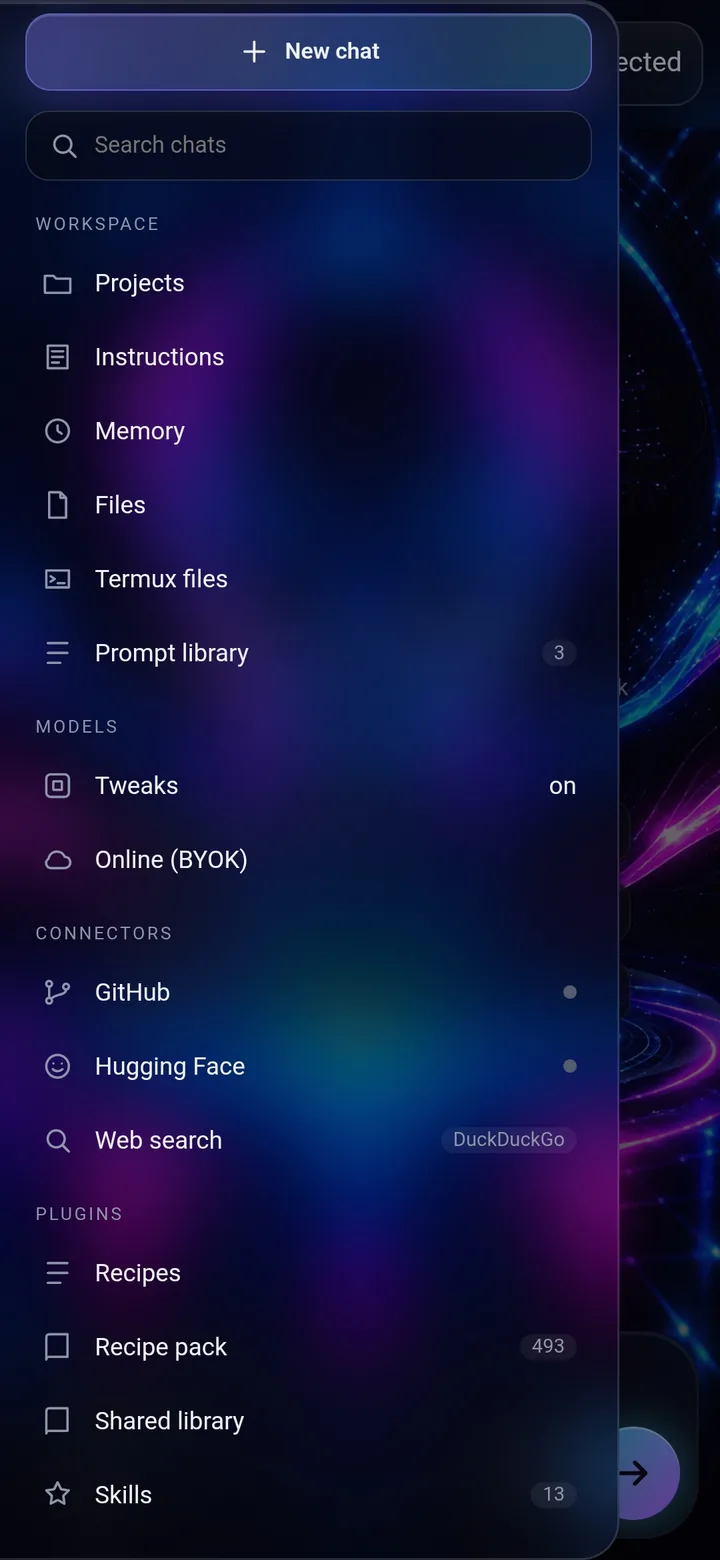 New chat
ected
Search chats
WORKSPACE
Projects
Instructions
Memory
Files
Termux files
Prompt library 3
k
MODELS
Tweaks on
Online (BYOK)
CONNECTORS
GitHub
Hugging Face
Web search DuckDuckGo
PLUGINS
Recipes
Recipe pack 493
Shared library
Skills 13